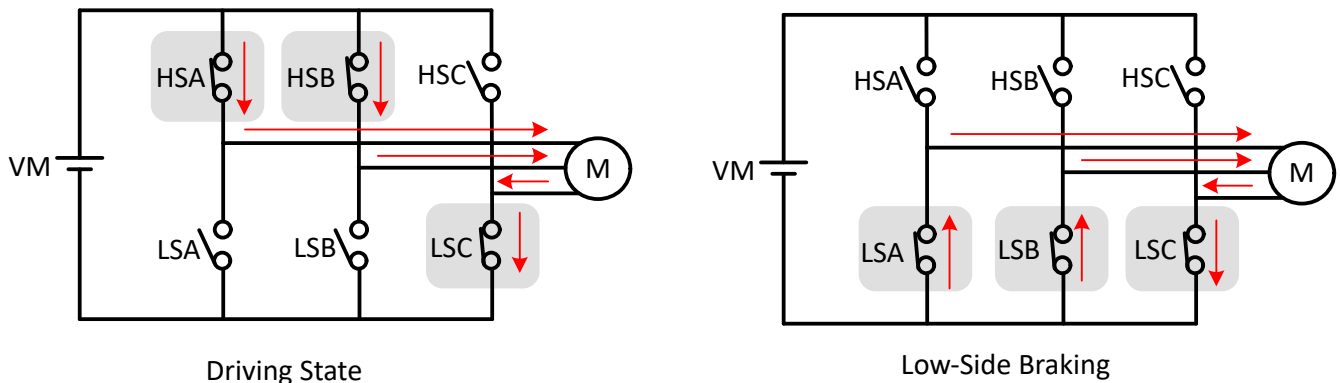 HSA
HSB
HSC
VM
M
LSA
LSB
LSC
Driving State
HSA
HSB
HSC
VM
M
LSA
LSB
LSC
Low-Side Braking